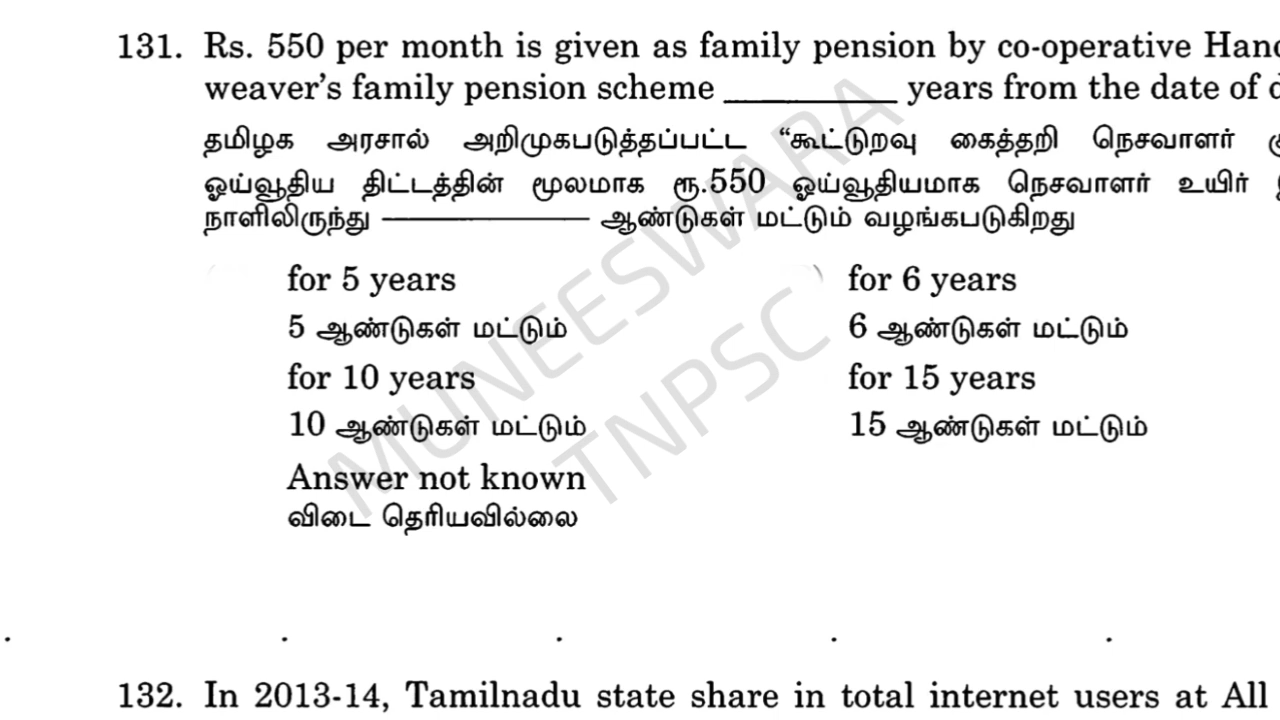 131. Rs. 550 per month is given as family pension by co-operative
weaver's family pension scheme __________ years from the date of
தமிழக அரசால் அறிமுகபடுத்தப்பட்ட “கூட்டுறவு கைத்தறி நெசவாளர்
ஓய்வூதிய திட்டத்தின் மூலமாக ரூ.550 ஓய்வூதியமாக நெசவாளர் உயிர்
நாளிலிருந்து —————— ஆண்டுகள் மட்டும் வழங்கபடுகிறது
for 5 years for 6 years
5 ஆண்டுகள் மட்டும் 6 ஆண்டுகள் மட்டும்
for 10 years for 15 years
10 ஆண்டுகள் மட்டும் 15 ஆண்டுகள் மட்டும்
Answer not known
விடை தெரியவில்லை
MUNEESWARA
TNPSC
132. In 2013-14, Tamilnadu state share in total internet users at All